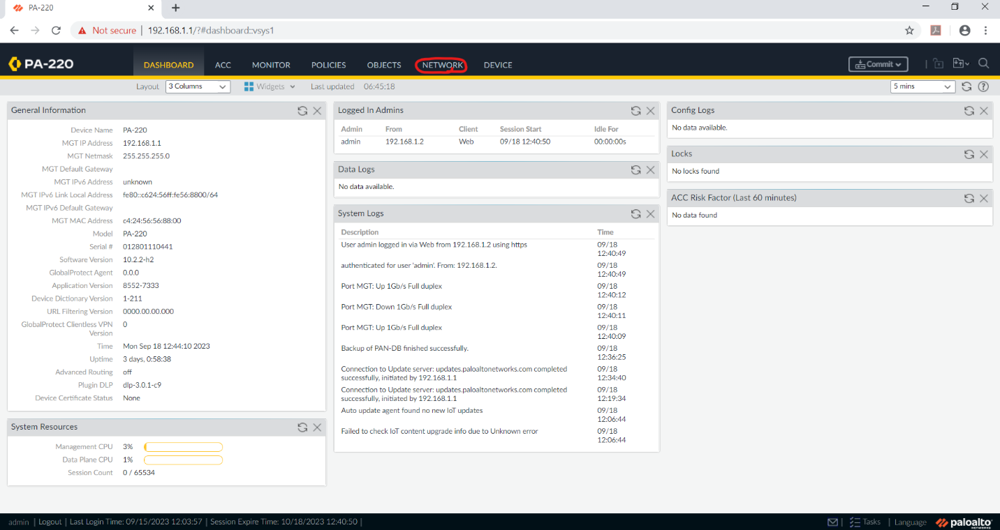 PA-220
Not secure | 192.168.1.1/?#dashboard::vsys1
PA-220
DASHBOARD ACC MONITOR POLICIES OBJECTS NETWORK DEVICE Commit
Layout 3 Columns Widgets Last updated 06:45:18 5 mins
General Information
Device Name PA-220
MGT IP Address 192.168.1.1
MGT Netmask 255.255.255.0
MGT Default Gateway
MGT IPv6 Address unknown
MGT IPv6 Link Local Address fe80::c624:56ff:fe56:8800/64
MGT IPv6 Default Gateway
MGT MAC Address c4:24:56:56:88:00
Model PA-220
Serial # 012801110441
Software Version 10.2.2-h2
GlobalProtect Agent 0.0.0
Application Version 8552-7333
Device Dictionary Version 1-211
URL Filtering Version 0000.00.00.000
GlobalProtect Clientless VPN 0
Version
Time Mon Sep 18 12:44:10 2023
Uptime 3 days, 0:58:38
Advanced Routing off
Plugin DLP dlp-3.0.1-c9
Device Certificate Status None
System Resources
Management CPU 3%
Data Plane CPU 1%
Session Count 0 / 65534
Logged In Admins
Admin From Client Session Start Idle For
admin 192.168.1.2 Web 09/18 12:40:50 00:00:00s
Data Logs
No data available.
System Logs
Description Time
User admin logged in via Web from 192.168.1.2 using https 09/18
12:40:49
authenticated for user 'admin'. From: 192.168.1.2. 09/18
12:40:49
Port MGT: Up 1Gb/s Full duplex 09/18
12:40:12
Port MGT: Down 1Gb/s Full duplex 09/18
12:40:11
Port MGT: Up 1Gb/s Full duplex 09/18
12:40:09
Backup of PAN-DB finished successfully. 09/18
12:36:25
Connection to Update server: updates.paloaltonetworks.com completed 09/18
successfully, initiated by 192.168.1.1 12:34:40
Connection to Update server: updates.paloaltonetworks.com completed 09/18
successfully, initiated by 192.168.1.1 12:19:34
Auto update agent found no new IoT updates 09/18
12:06:44
Failed to check IoT content upgrade info due to Unknown error 09/18
12:06:44
Config Logs
No data available.
Locks
No locks found
ACC Risk Factor (Last 60 minutes)
No data found
admin | Logout | Last Login Time: 09/15/2023 12:03:57 | Session Expire Time: 10/18/2023 12:40:50 | | Tasks | Language paloalto
NETWORKS